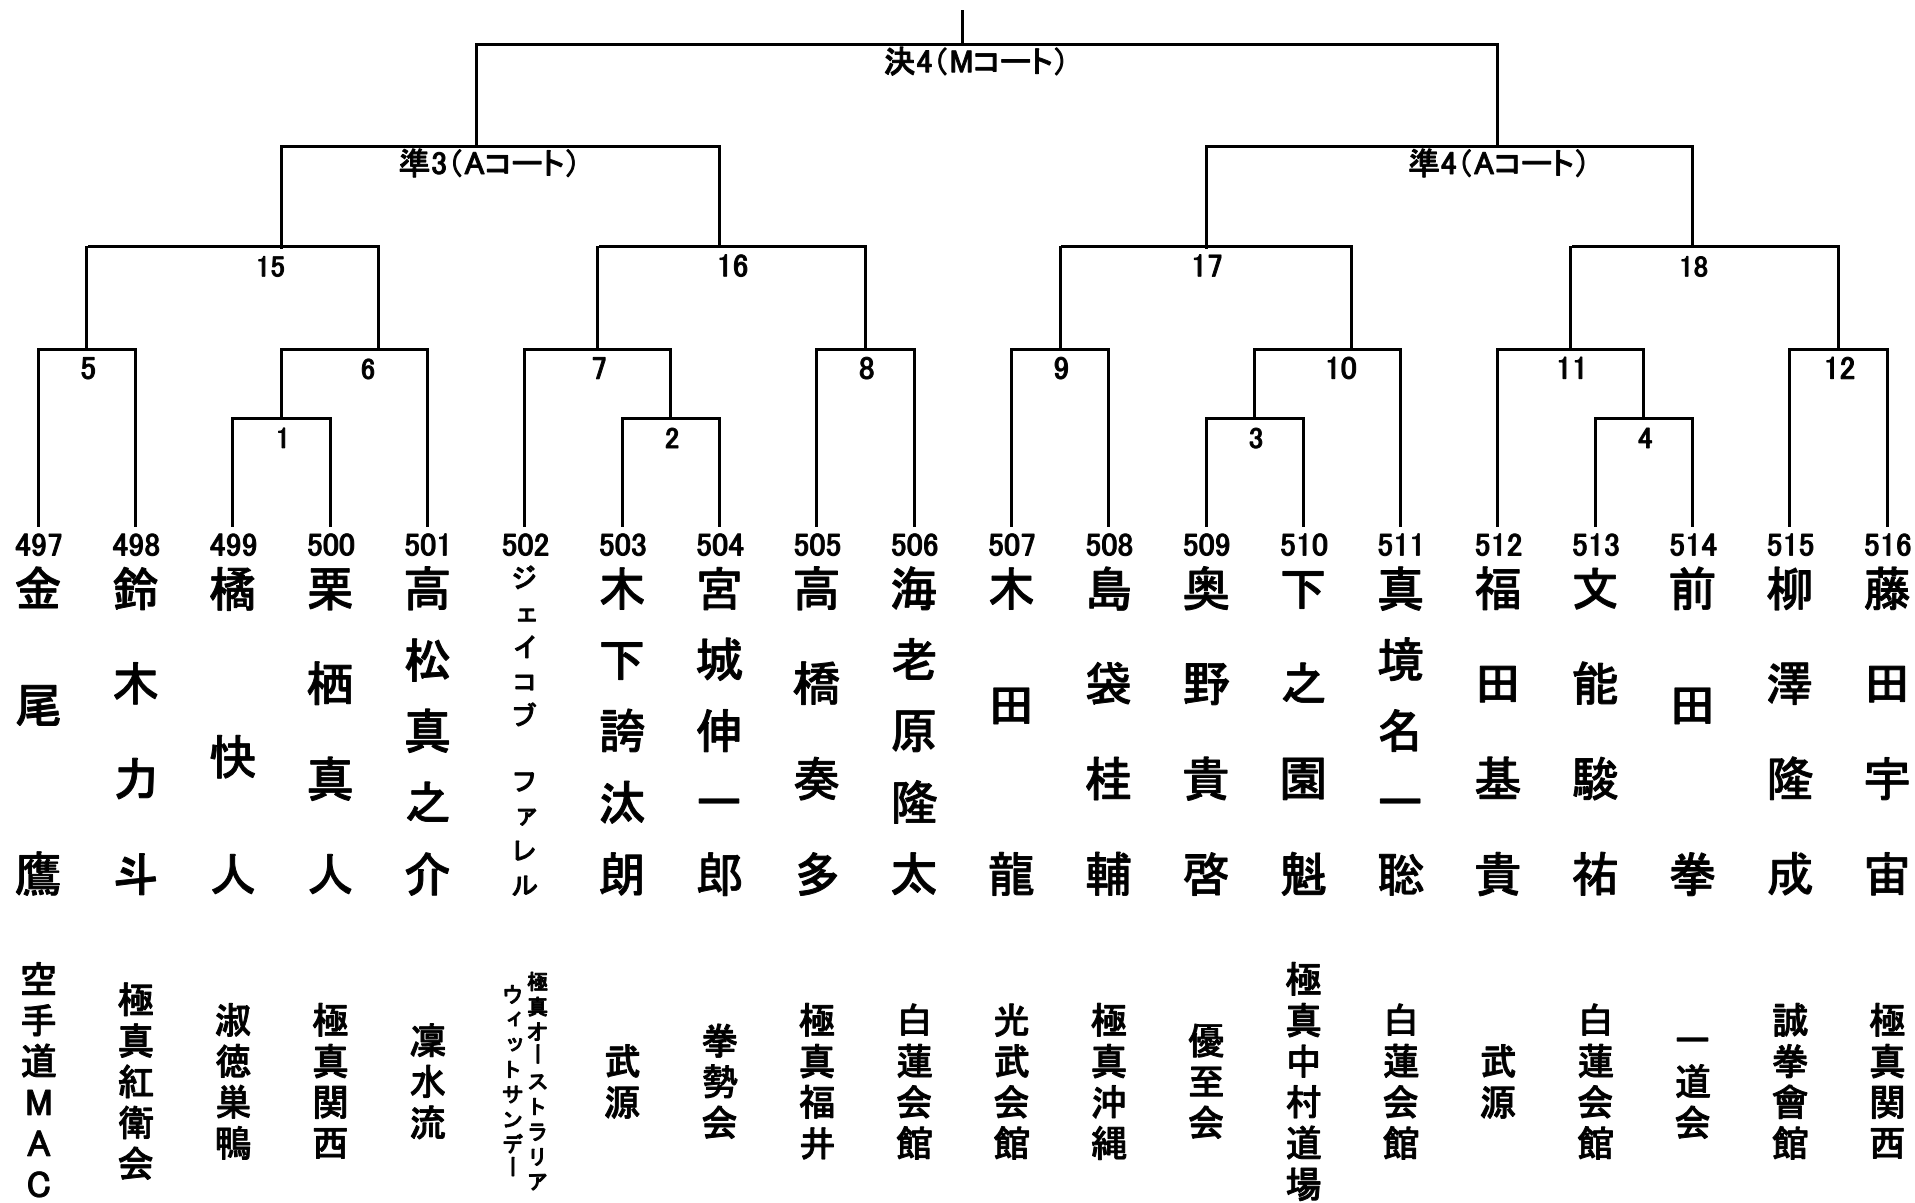 決4(Mコート)
準3(Aコート)
準4(Aコート)
15
16
17
18
5
6
7
8
9
10
11
12
1
2
3
4
497
金尾鷹
空手道MAC
498
鈴木力斗
極真紅衛会
499
橘快人
淑徳巣鴨
500
栗栖真人
極真関西
501
高松真之介
凜水流
502
ジェイコブ ファレル
極真オーストラリア
ウィットサンデー
503
木下誇汰朗
武源
504
宮城伸一郎
拳勢会
505
高橋奏多
極真福井
506
海老原隆太
白蓮会館
507
木田龍
光武会館
508
島袋桂輔
極真沖縄
509
奥野貴啓
優至会
510
下之園魁
極真中村道場
511
真境名一聡
白蓮会館
512
福田基貴
武源
513
文能駿祐
白蓮会館
514
前田拳
一道会
515
柳澤隆成
誠拳會館
516
藤田宇宙
極真関西